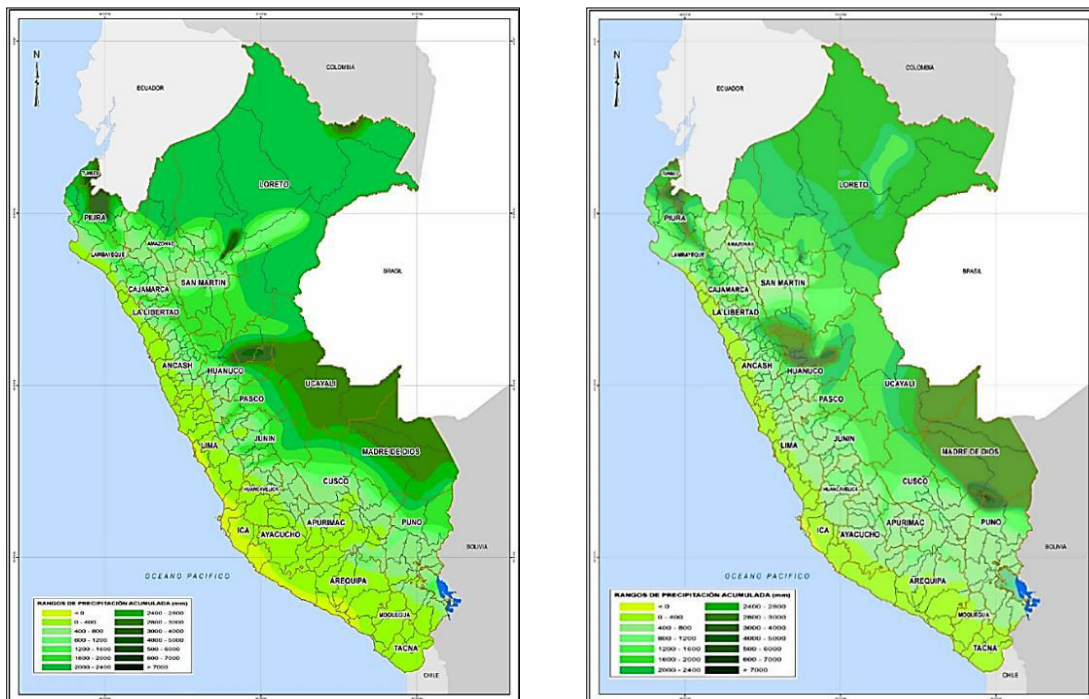 N
COLOMBIA
ECUADOR
TUMBES
LORETO
PIURA
AMAZONAS
LAMBAYEQUE
SAN MARTIN
CAJAMARCA
BRASIL
LA LIBERTAD
ANCASH
HUANUCO
UCAYALI
PASCO
LIMA
JUNIN
MADRE DE DIOS
CUSCO
HUANCAVELICA
ICA
AYACUCHO
APURIMAC
PUNO
BOLIVIA
OCEANO PACIFICO
AREQUIPA
MOQUEGUA
TACNA
CHILE
RANGOS DE PRECIPITACIÓN ACUMULADA (mm)
< 0
0 - 400
400 - 800
800 - 1200
1200 - 1600
1600 - 2000
2000 - 2400
2400 - 2800
2800 - 3000
3000 - 4000
4000 - 5000
500 - 6000
600 - 7000
> 7000
N
COLOMBIA
ECUADOR
TUMBES
LORETO
PIURA
AMAZONAS
LAMBAYEQUE
SAN MARTIN
CAJAMARCA
BRASIL
LA LIBERTAD
ANCASH
HUANUCO
UCAYALI
PASCO
LIMA
JUNIN
MADRE DE DIOS
CUSCO
HUANCAVELICA
ICA
AYACUCHO
APURIMAC
PUNO
BOLIVIA
OCEANO PACIFICO
AREQUIPA
MOQUEGUA
TACNA
CHILE
RANGOS DE PRECIPITACIÓN ACUMULADA (mm)
< 0
0 - 400
400 - 800
800 - 1200
1200 - 1600
1600 - 2000
2000 - 2400
2400 - 2800
2800 - 3000
3000 - 4000
4000 - 5000
500 - 6000
600 - 7000
> 7000